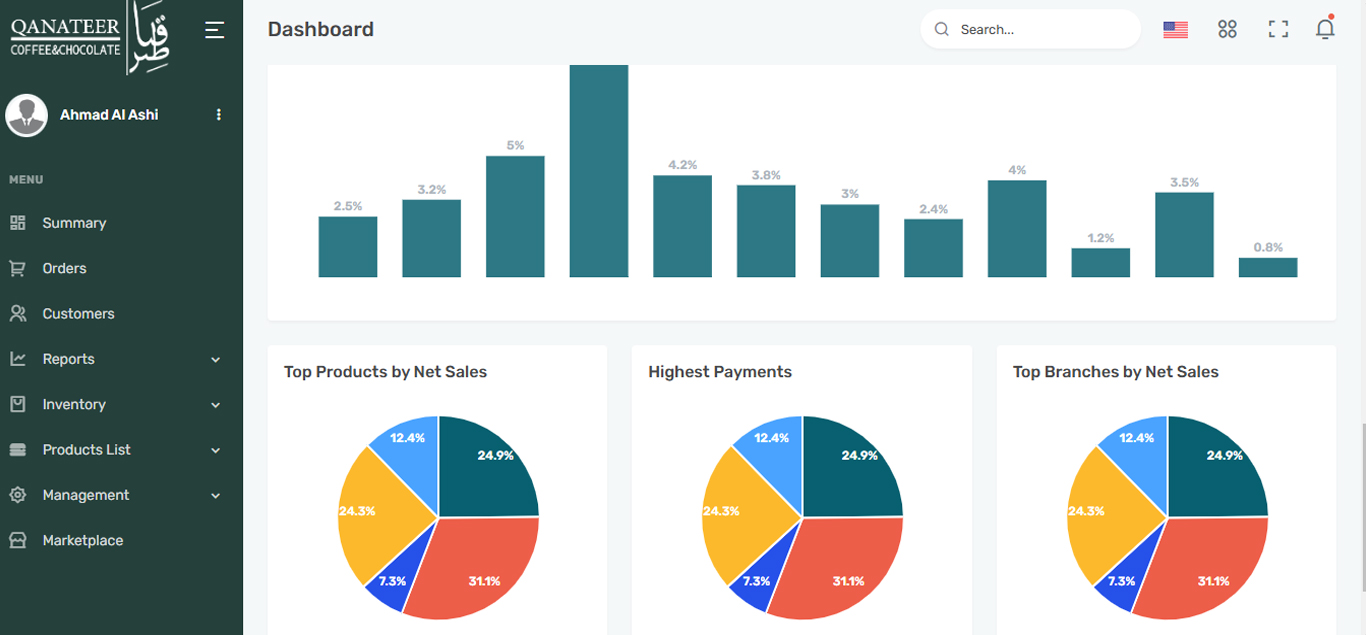 QANATEER
COFFEE&CHOCOLATE
Dashboard
Search...
Ahmad Al Ashi
MENU
Summary
Orders
Customers
Reports
Inventory
Products List
Management
Marketplace
2.5%
3.2%
5%
4.2%
3.8%
3%
2.4%
4%
1.2%
3.5%
0.8%
Top Products by Net Sales
12.4%
24.9%
24.3%
7.3%
31.1%
Highest Payments
12.4%
24.9%
24.3%
7.3%
31.1%
Top Branches by Net Sales
12.4%
24.9%
24.3%
7.3%
31.1%